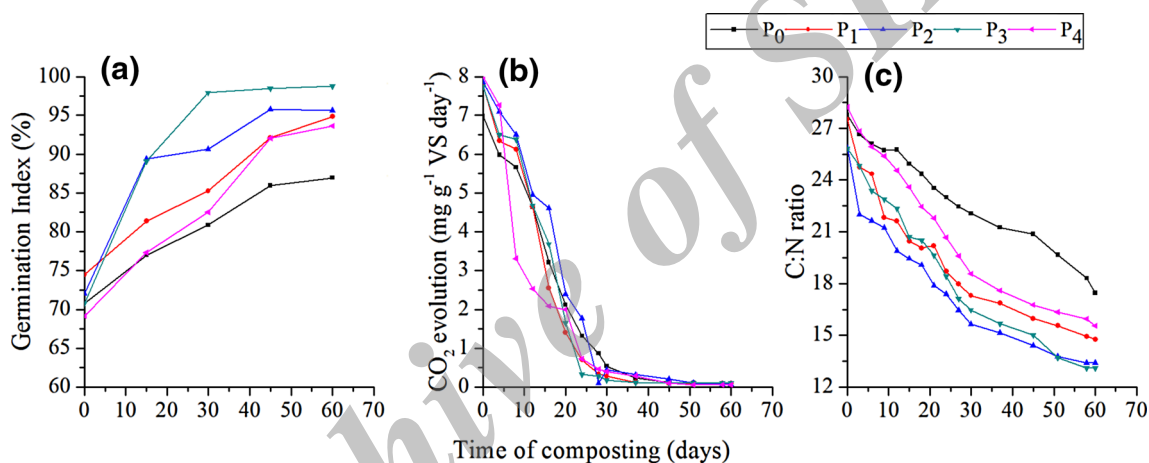 P0 P1 P2 P3 P4
(a) (b) (c)
Germination Index (%)
100
95
90
85
80
75
70
65
60
0 10 20 30 40 50 60 70
CO2 evolution (mg g-1 VS day-1)
8
7
6
5
4
3
2
1
0
0 10 20 30 40 50 60 70
C:N ratio
30
27
24
21
18
15
12
0 10 20 30 40 50 60 70
Time of composting (days)
hive of